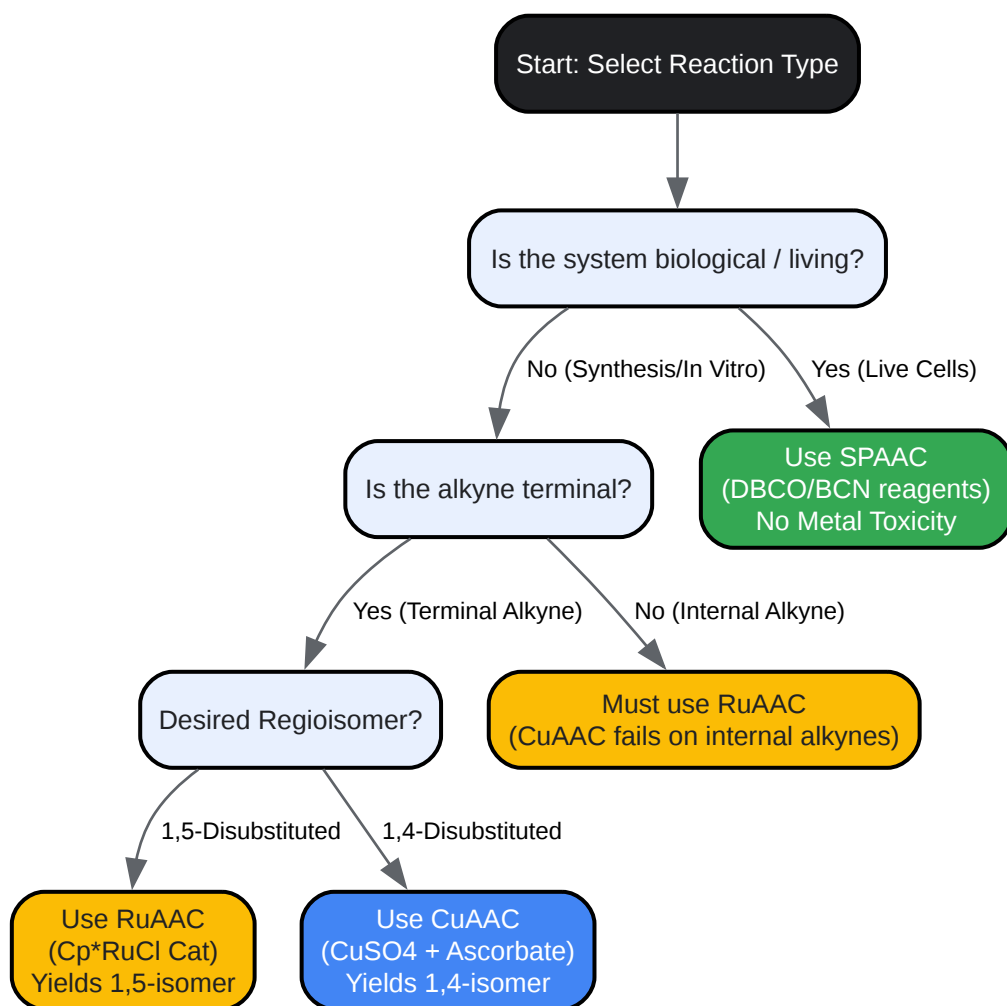 Start: Select Reaction Type
Is the system biological / living?
No (Synthesis/In Vitro)
Yes (Live Cells)
Is the alkyne terminal?
Use SPAAC
(DBCO/BCN reagents)
No Metal Toxicity
Yes (Terminal Alkyne)
No (Internal Alkyne)
Desired Regioisomer?
Must use RuAAC
(CuAAC fails on internal alkynes)
1,5-Disubstituted
1,4-Disubstituted
Use RuAAC
(Cp*RuCl Cat)
Yields 1,5-isomer
Use CuAAC
(CuSO4 + Ascorbate)
Yields 1,4-isomer